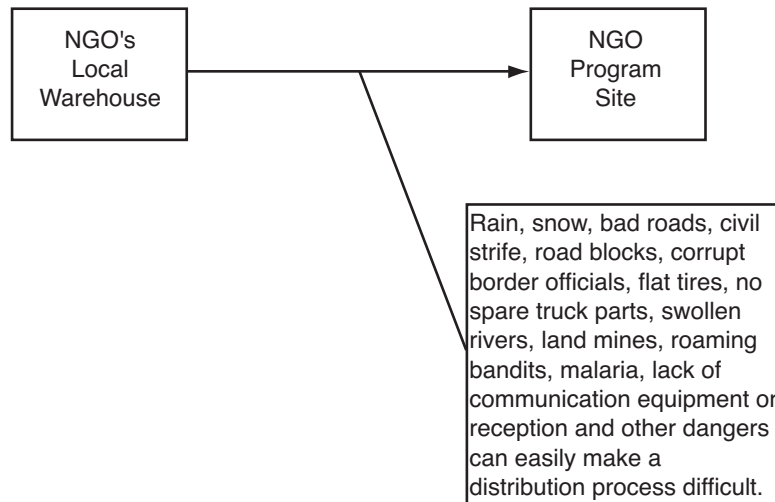 NGO's
Local
Warehouse
NGO
Program
Site
Rain, snow, bad roads, civil
strife, road blocks, corrupt
border officials, flat tires, no
spare truck parts, swollen
rivers, land mines, roaming
bandits, malaria, lack of
communication equipment or
reception and other dangers
can easily make a
distribution process difficult.